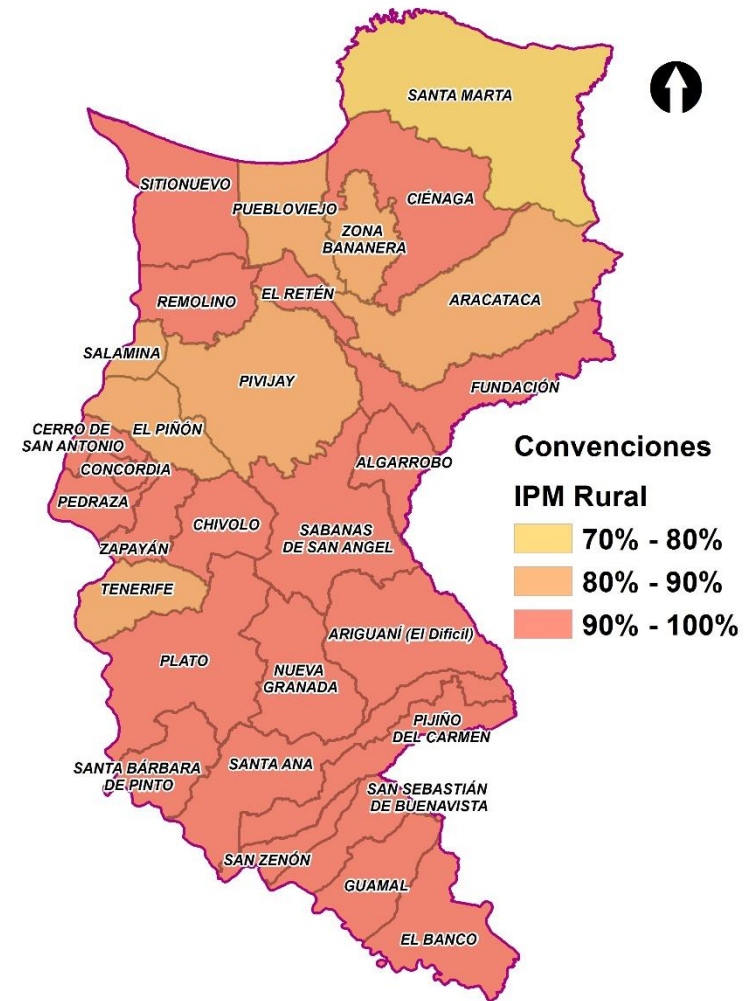 SANTA MARTA
SITIONUEVO
CIÉNAGA
PUEBLOVIEJO
ZONA
BANANERA
EL RETÉN
REMOLINO
ARACATACA
SALAMINA
PIVIJAY
FUNDACIÓN
CERRO DE
SAN ANTONIO
EL PIÑÓN
CONCORDIA
ALGARROBO
PEDRAZA
CHIVOLO
SABANAS
DE SAN ANGEL
ZAPAYÁN
TENERIFE
ARIGUANÍ (El Dificil)
PLATO
NUEVA
GRANADA
PIJIÑO
DEL CARMEN
SANTA BÁRBARA
DE PINTO
SANTA ANA
SAN SEBASTIÁN
DE BUENAVISTA
SAN ZENÓN
GUAMAL
EL BANCO
Convenciones
IPM Rural
70% - 80%
80% - 90%
90% - 100%